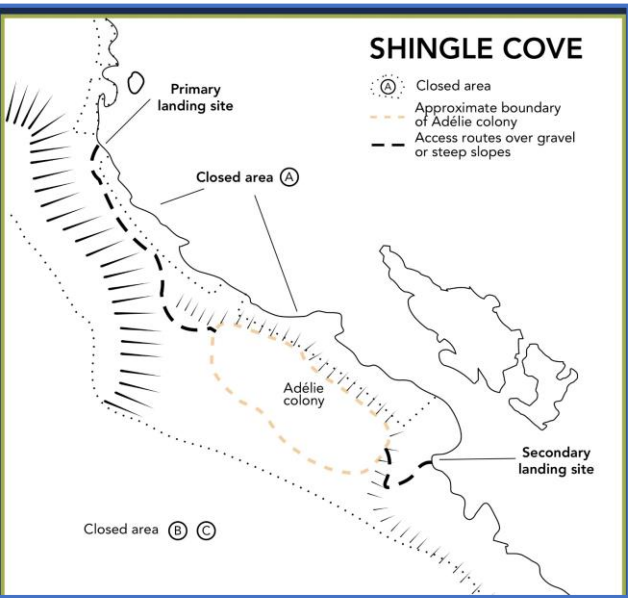 SHINGLE COVE
A Closed area
Approximate boundary
of Adélie colony
Access routes over gravel
or steep slopes
Primary
landing site
Closed area A
Adélie
colony
Secondary
landing site
Closed area B C